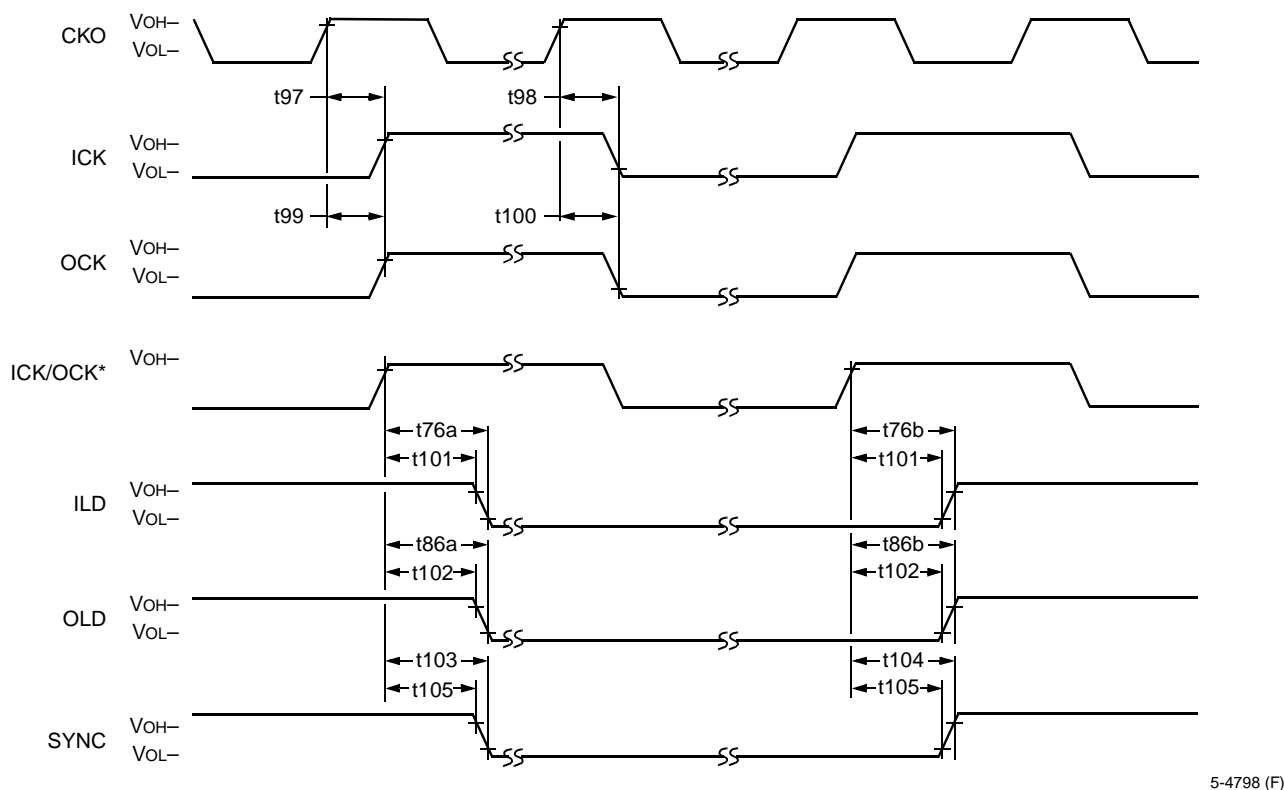 CKO
VOH–
VOL–
t97
t98
ICK
VOH–
VOL–
t99
t100
OCK
VOH–
VOL–
ICK/OCK*
VOH–
t76a
t76b
t101
t101
ILD
VOH–
VOL–
t86a
t86b
t102
t102
OLD
VOH–
VOL–
t103
t104
t105
t105
SYNC
VOH–
VOL–
5-4798 (F)